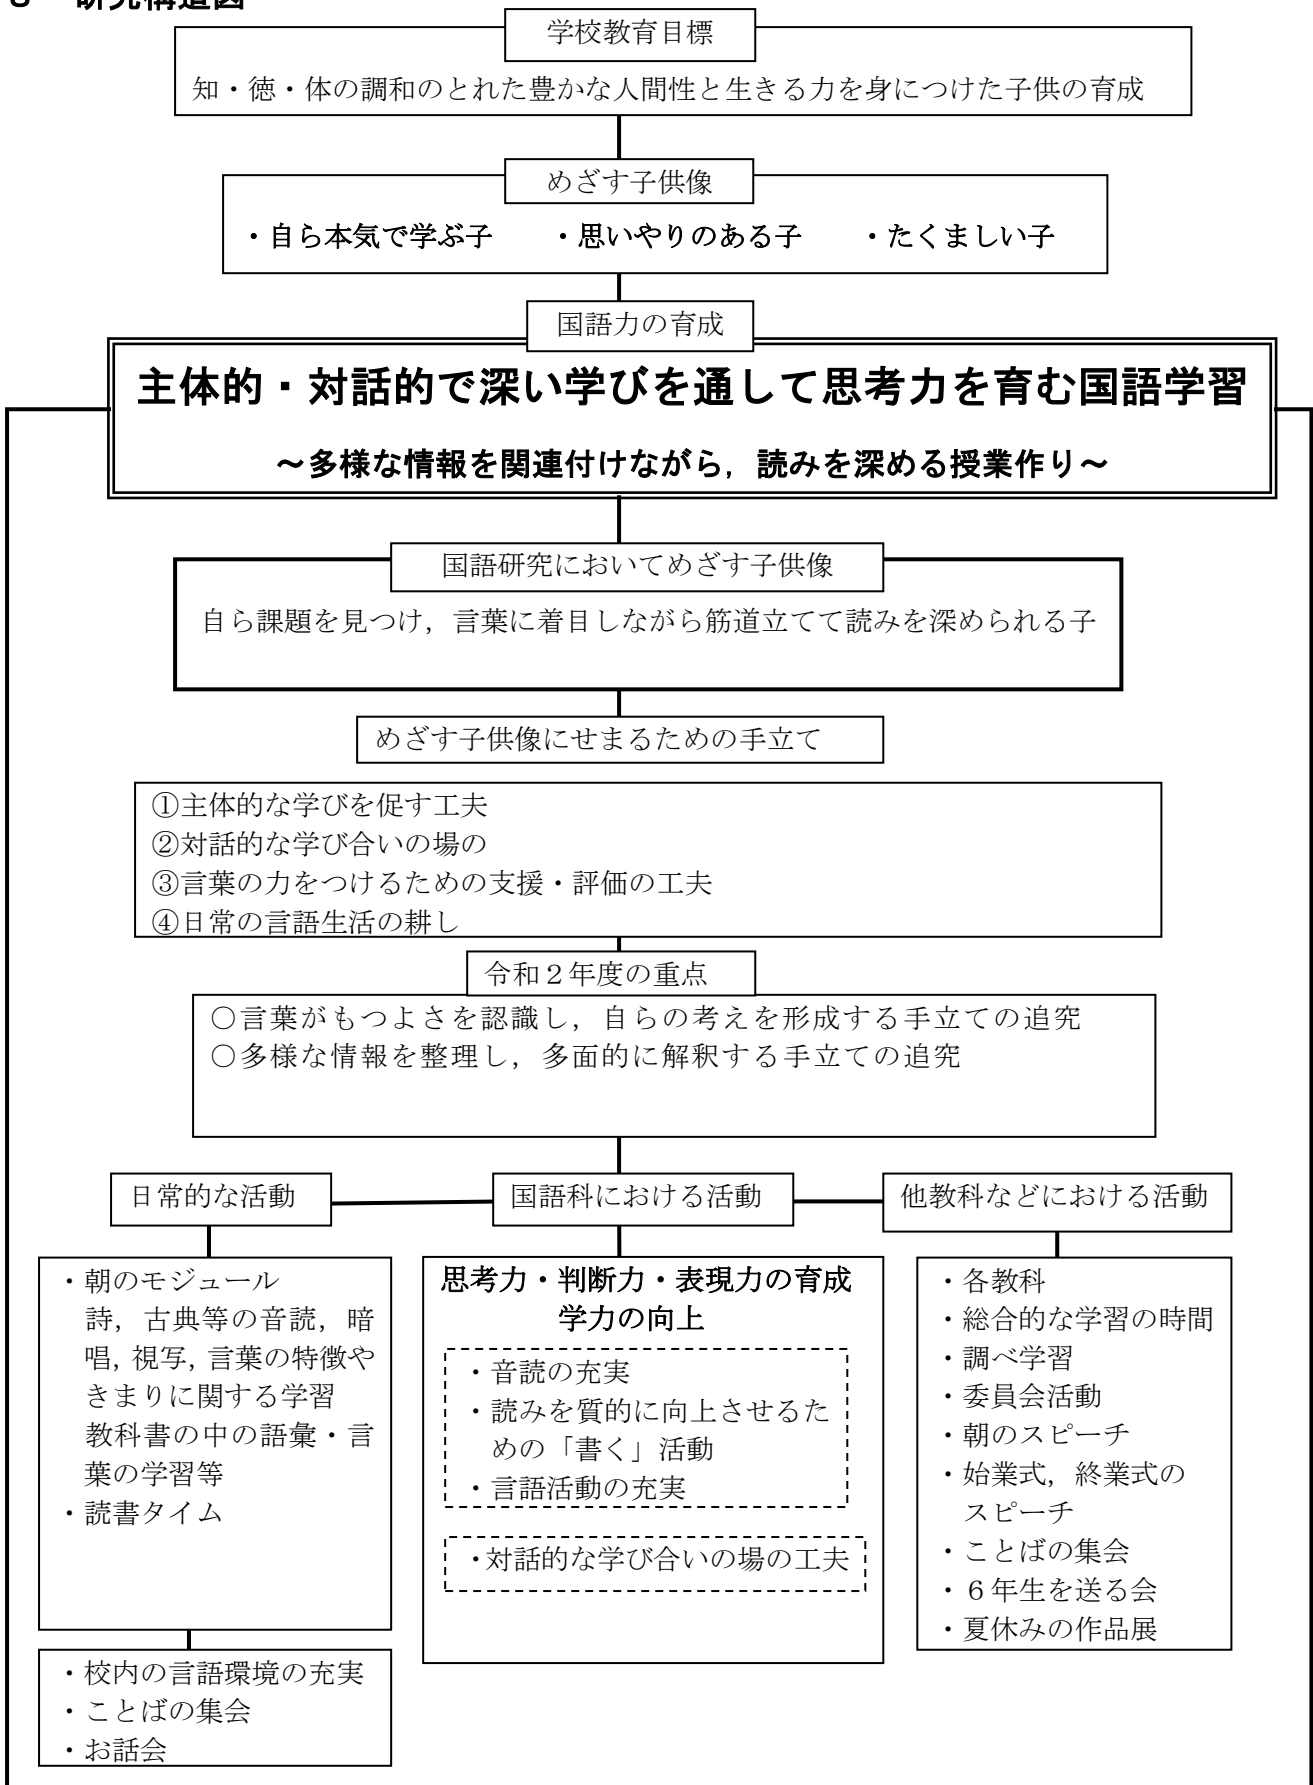 研究構造図
学校教育目標
知・徳・体の調和のとれた豊かな人間性と生きる力を身につけた子供の育成
めざす子供像
・自ら本気で学ぶ子　・思いやりのある子　・たくましい子
国語力の育成
主体的・対話的で深い学びを通して思考力を育む国語学習
～多様な情報を関連付けながら，読みを深める授業作り～
国語研究においてめざす子供像
自ら課題を見つけ，言葉に着目しながら筋道立てて読みを深められる子
めざす子供像にせまるための手立て
①主体的な学びを促す工夫
②対話的な学び合いの場の
③言葉の力をつけるための支援・評価の工夫
④日常の言語生活の耕し
令和２年度の重点
〇言葉がもつよさを認識し，自らの考えを形成する手立ての追究
〇多様な情報を整理し，多面的に解釈する手立ての追究
日常的な活動
・朝のモジュール
詩，古典等の音読，暗
唱，視写，言葉の特徴や
きまりに関する学習
教科書の中の語彙・言
葉の学習等
・読書タイム
・校内の言語環境の充実
・ことばの集会
・お話会
国語科における活動
思考力・判断力・表現力の育成
学力の向上
・音読の充実
・読みを質的に向上させるた
めの「書く」活動
・言語活動の充実
・対話的な学び合いの場の工夫
他教科などにおける活動
・各教科
・総合的な学習の時間
・調べ学習
・委員会活動
・朝のスピーチ
・始業式，終業式の
スピーチ
・ことばの集会
・６年生を送る会
・夏休みの作品展